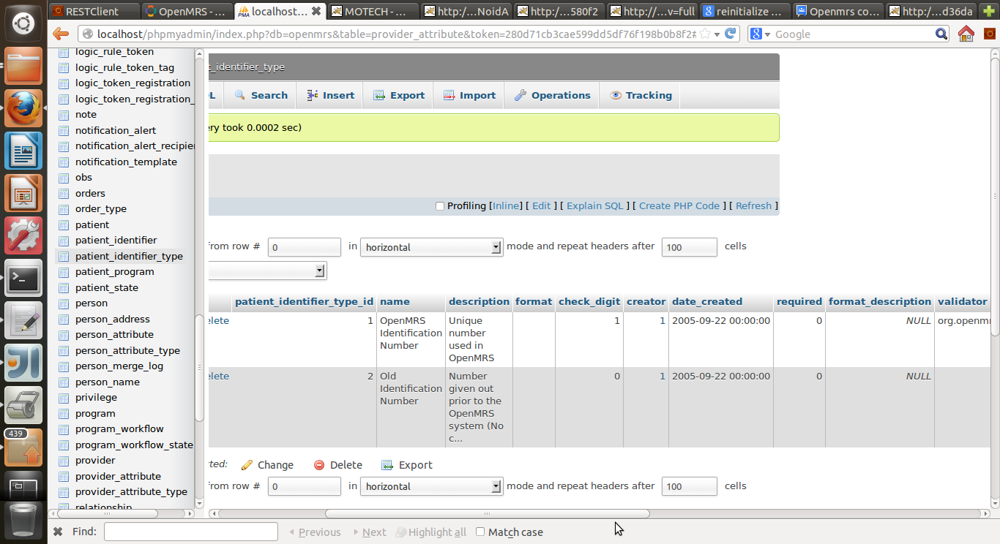 RESTClient
OpenMRS - ...
localhost...
MOTECH - ...
http:/...NoidA
http:/...580f2
http://...v=full
reinitialize ...
Openmrs co...
http:/...d36da
localhost/phpmyadmin/index.php?db=openmrs&table=provider_attribute&token=280d71cb3cae599dd5df76f198b0b8f2#
Google
logic_rule_token
logic_rule_token_tag
logic_token_registration
logic_token_registration_
note
notification_alert
notification_alert_recipie
notification_template
obs
orders
order_type
patient
patient_identifier
patient_identifier_type
patient_program
patient_state
person
person_address
person_attribute
person_attribute_type
person_merge_log
person_name
privilege
program
program_workflow
program_workflow_state
provider
provider_attribute
provider_attribute_type
relationship
439
t_identifier_type
L Search Insert Export Import Operations Tracking
ery took 0.0002 sec)
Profiling [Inline] [ Edit ] [ Explain SQL ] [ Create PHP Code ] [ Refresh ]
from row # 0 in horizontal mode and repeat headers after 100 cells
patient_identifier_type_id name description format check_digit creator date_created required format_description validator
elete 1 OpenMRS Identification Number Unique number used in OpenMRS 1 1 2005-09-22 00:00:00 0 NULL org.openmr
elete 2 Old Identification Number Number given out prior to the OpenMRS system (No c... 0 1 2005-09-22 00:00:00 0 NULL
cted: Change Delete Export
from row # 0 in horizontal mode and repeat headers after 100 cells
Find: Previous Next Highlight all Match case